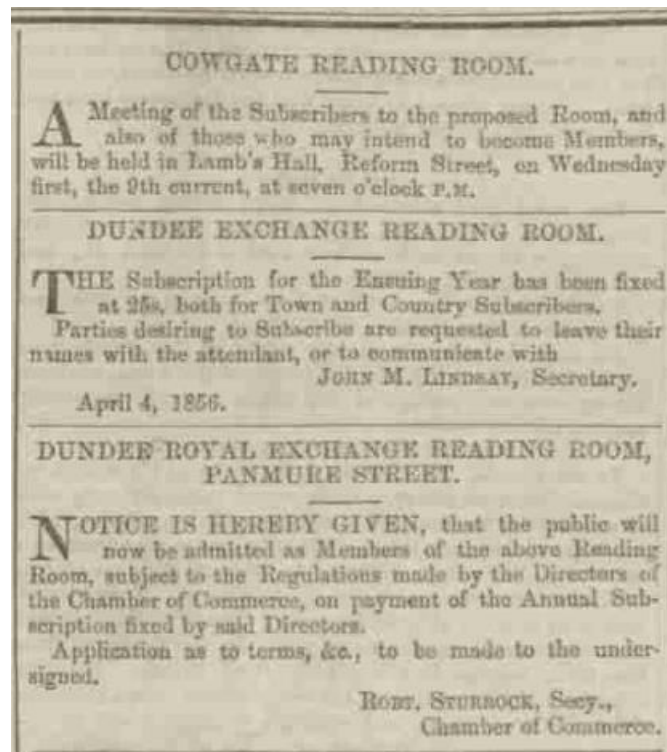 COWGATE READING ROOM.
A Meeting of the Subscribers to the proposed Room, and
also of those who may intend to become Members,
will be held in Lamb's Hall, Reform Street, on Wednesday
first, the 9th current, at seven o'clock P.M.
DUNDEE EXCHANGE READING ROOM.
THE Subscription for the Ensuing Year has been fixed
at 25s, both for Town and Country Subscribers.
Parties desiring to Subscribe are requested to leave their
names with the attendant, or to communicate with
JOHN M. LINDSAY, Secretary.
April 4, 1856.
DUNDEE ROYAL EXCHANGE READING ROOM,
PANMURE STREET.
NOTICE IS HEREBY GIVEN, that the public will
now be admitted as Members of the above Reading
Room, subject to the Regulations made by the Directors of
the Chamber of Commerce, on payment of the Annual Sub-
scription fixed by said Directors.
Application as to terms, &c., to be made to the under-
signed.
ROBT. STURROCK, Secy.,
Chamber of Commerce.